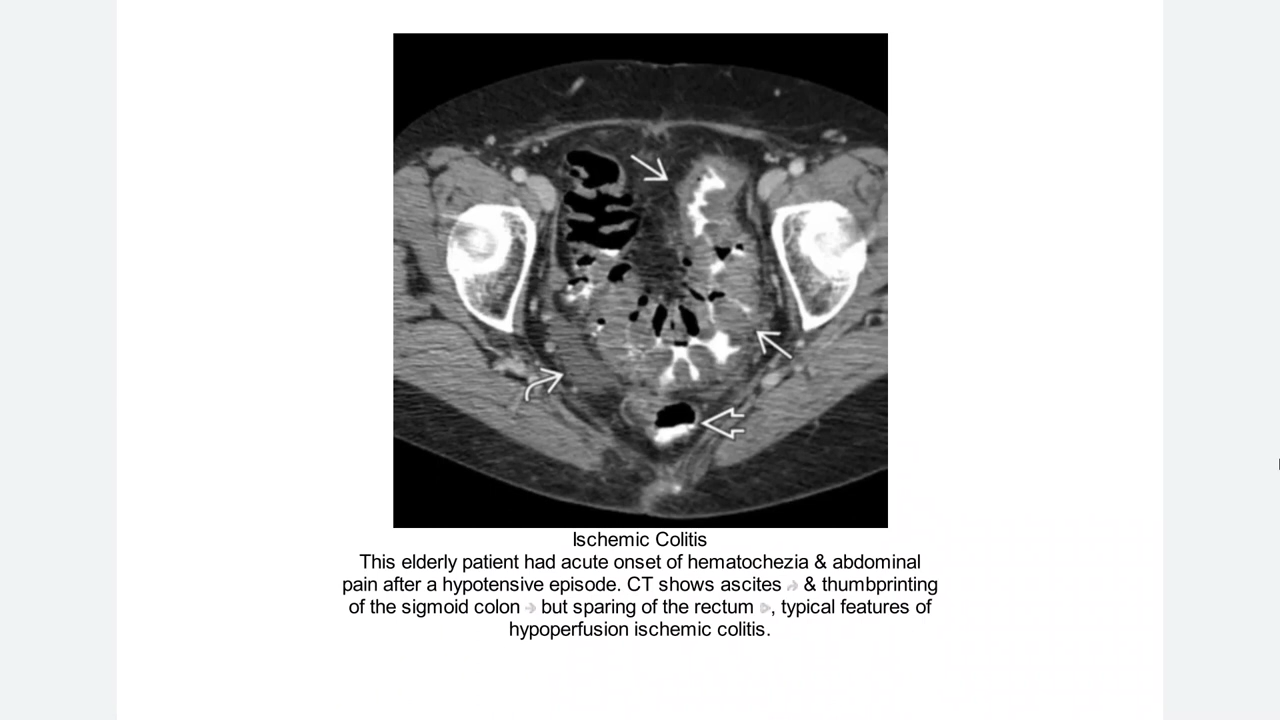 Ischemic Colitis
This elderly patient had acute onset of hematochezia & abdominal
pain after a hypotensive episode. CT shows ascites & thumbprinting
of the sigmoid colon but sparing of the rectum , typical features of
hypoperfusion ischemic colitis.